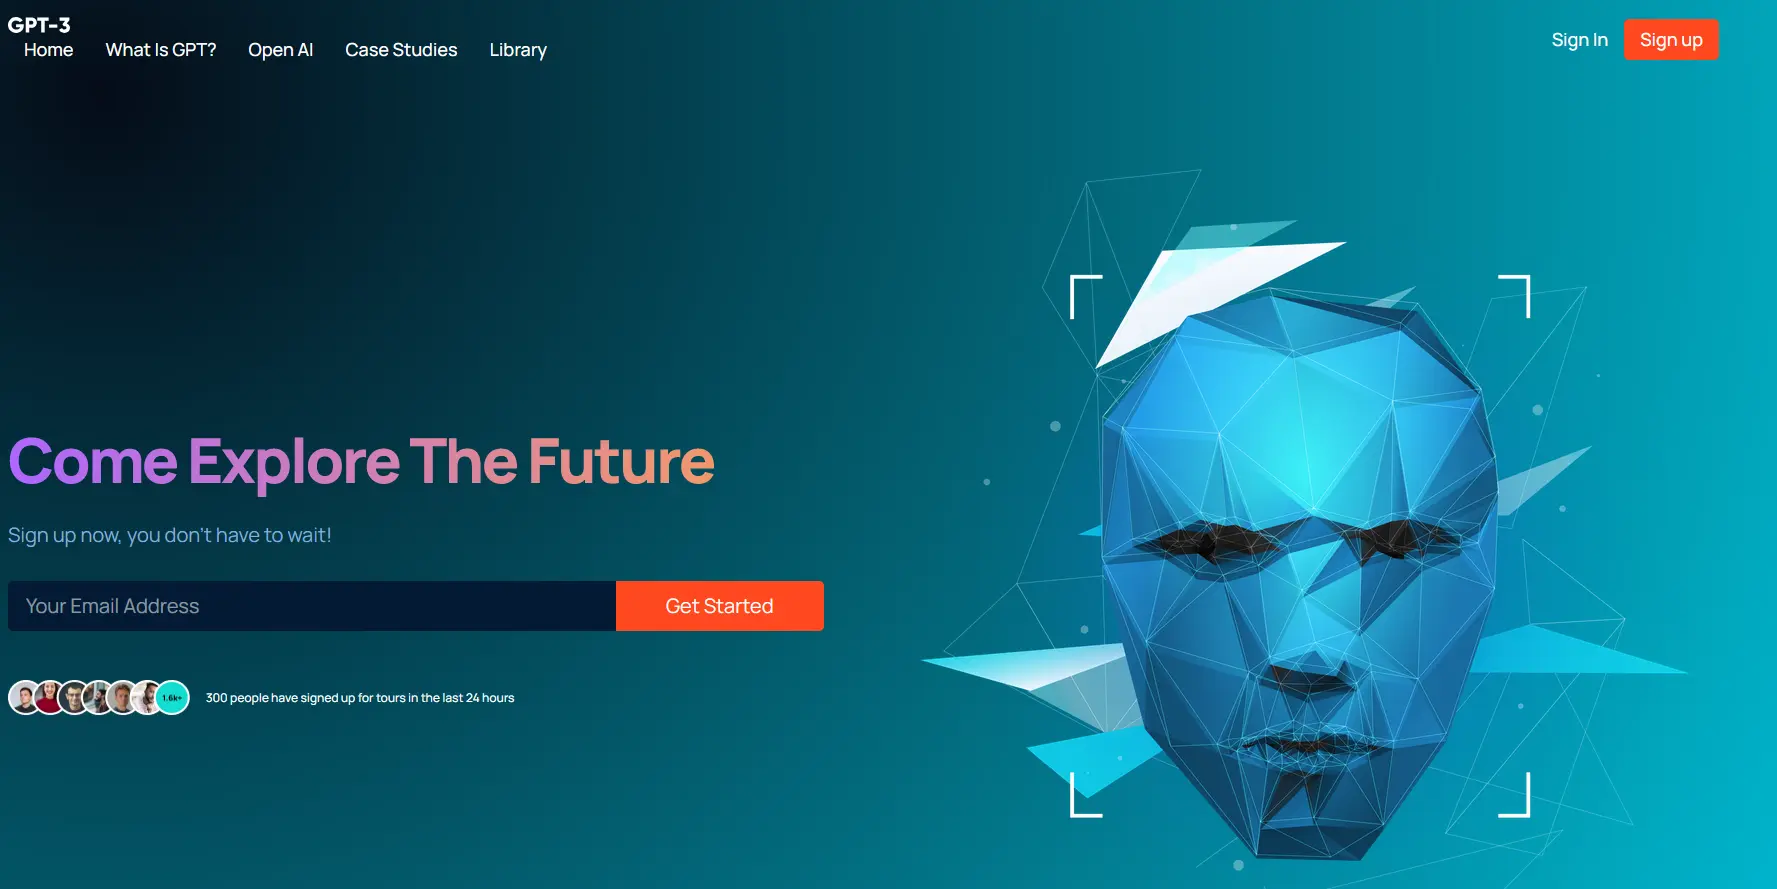 GPT-3
Home What Is GPT? Open AI Case Studies Library
Sign In Sign up
Come Explore The Future
Sign up now, you don't have to wait!
Your Email Address Get Started
1.6k+ 300 people have signed up for tours in the last 24 hours